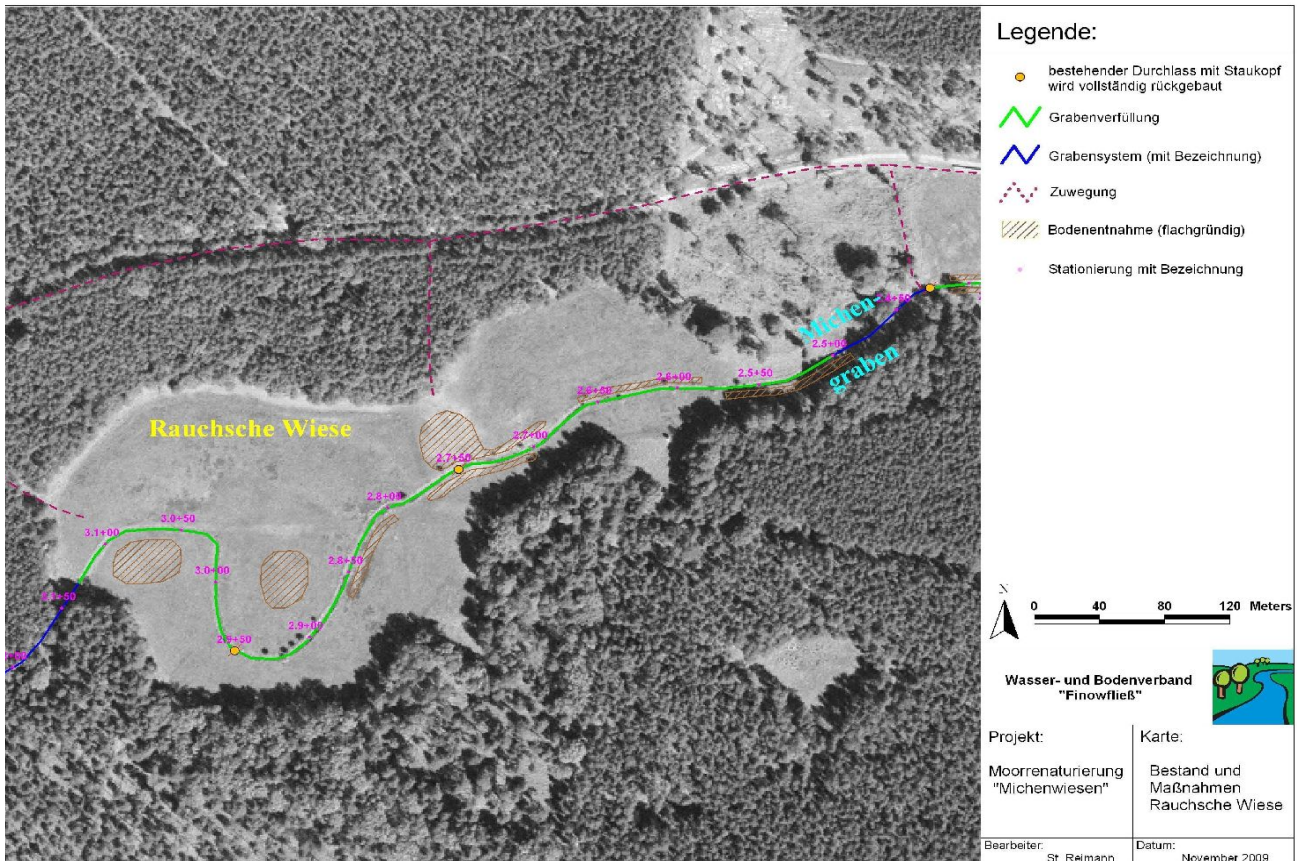 Legende:
bestehender Durchlass mit Staukopf
wird vollständig rückgebaut
Grabenverfüllung
Grabensystem (mit Bezeichnung)
Zuwegung
Bodenentnahme (flachgründig)
Stationierung mit Bezeichnung
Michen-
graben
2.5+00
2.5+50
2.6+00
2.6+50
2.7+00
2.7+50
Rauchsche Wiese
2.8+00
2.8+50
2.9+00
2.9+50
3.0+00
3.0+50
3.1+00
N
0 40 80 120 Meters
Wasser- und Bodenverband
"Finowfließ"
Projekt:
Moorrenaturierung
"Michenwiesen"
Karte:
Bestand und
Maßnahmen
Rauchsche Wiese
Bearbeiter:
St. Reimann
Datum:
November 2009